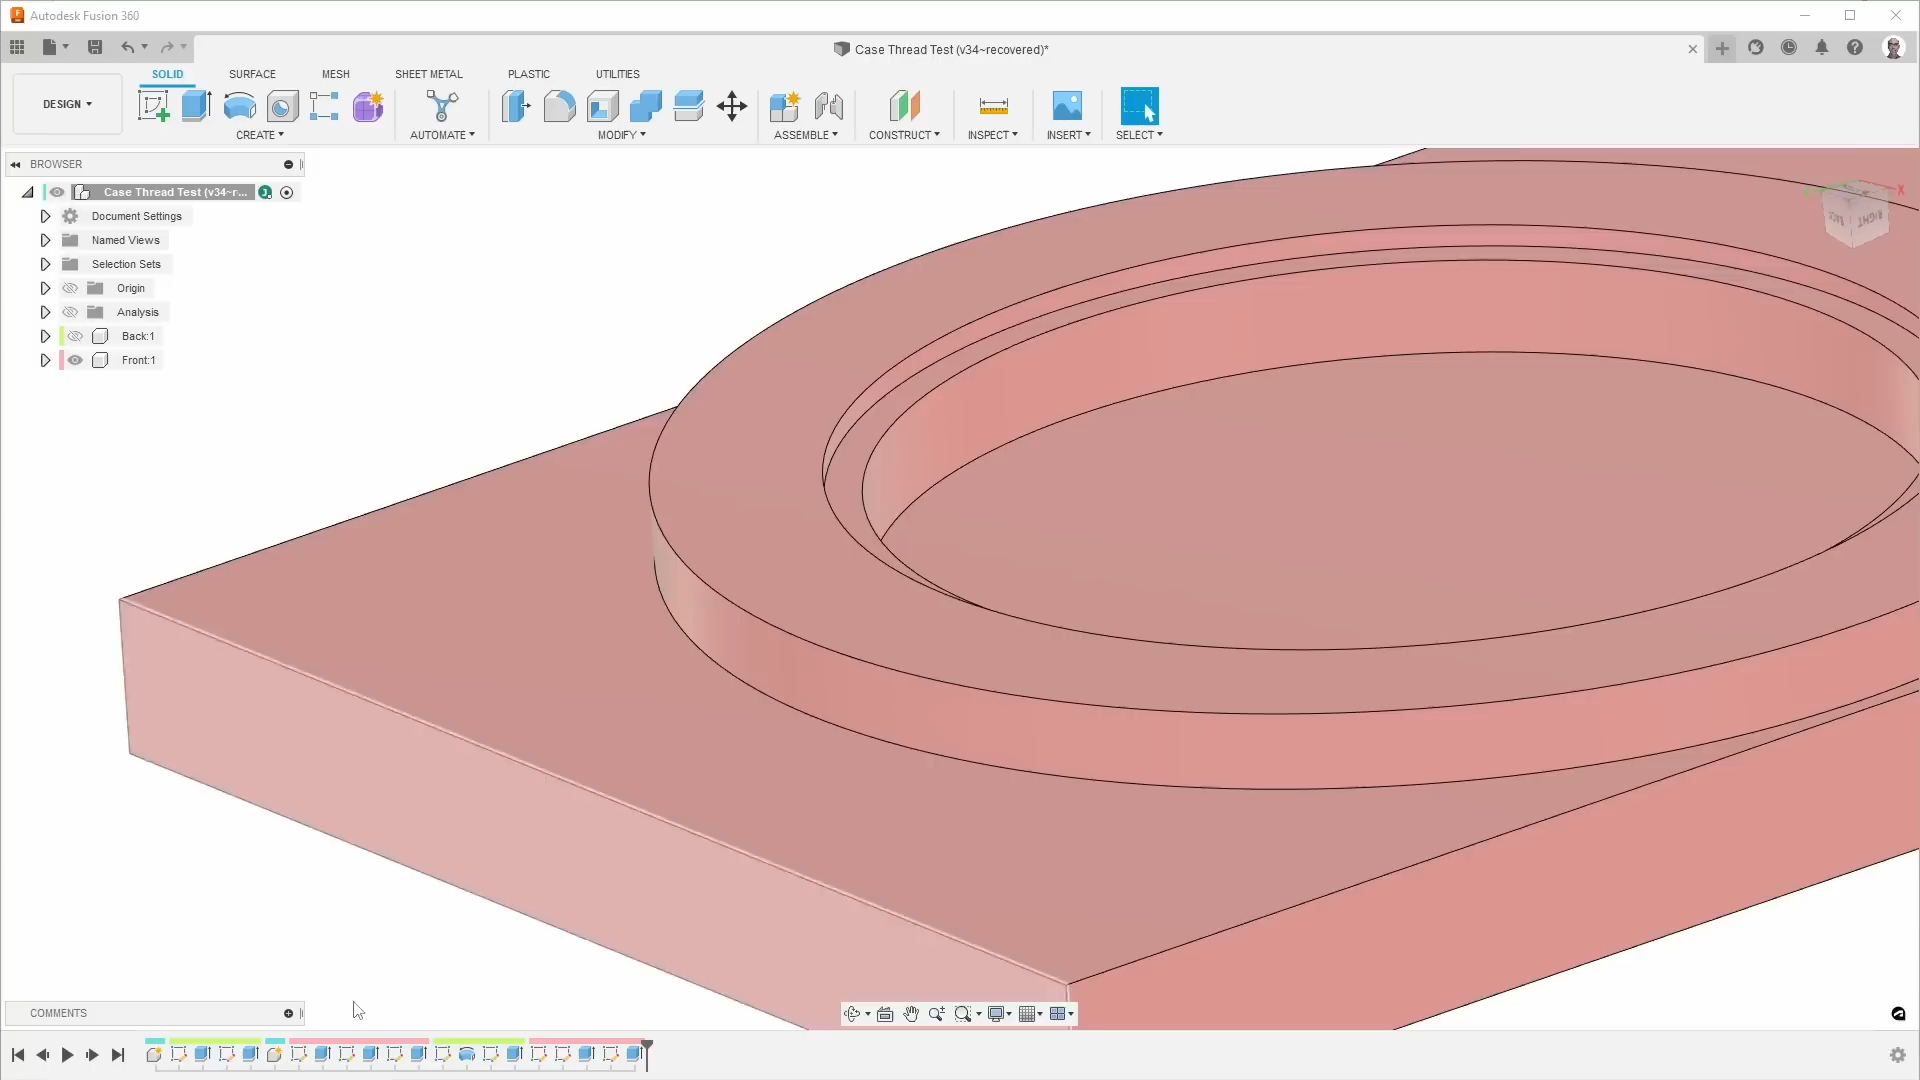 Autodesk Fusion 360
Case Thread Test (v34~recovered)*
DESIGN
SOLID
SURFACE
MESH
SHEET METAL
PLASTIC
UTILITIES
CREATE
AUTOMATE
MODIFY
ASSEMBLE
CONSTRUCT
INSPECT
INSERT
SELECT
BROWSER
Case Thread Test (v34~r...
Document Settings
Named Views
Selection Sets
Origin
Analysis
Back:1
Front:1
X
RIGHT
COMMENTS